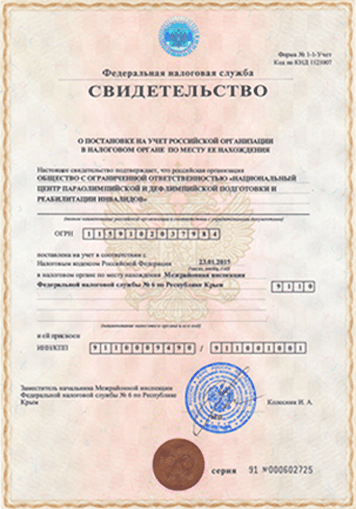 Форма № 1-1-Учет
Код по КНД 1121007
Федеральная налоговая служба
СВИДЕТЕЛЬСТВО
О ПОСТАНОВКЕ НА УЧЕТ РОССИЙСКОЙ ОРГАНИЗАЦИИ
В НАЛОГОВОМ ОРГАНЕ ПО МЕСТУ ЕЕ НАХОЖДЕНИЯ
Настоящее свидетельство подтверждает, что российская организация
ОБЩЕСТВО С ОГРАНИЧЕННОЙ ОТВЕТСТВЕННОСТЬЮ «НАЦИОНАЛЬНЫЙ
ЦЕНТР ПАРАОЛИМПИЙСКОЙ И ДЕФЛИМПИЙСКОЙ ПОДГОТОВКИ И
РЕАБИЛИТАЦИИ ИНВАЛИДОВ»
(полное наименование российской организации в соответствии с учредительными документами)
ОГРН 1159102037984
поставлена на учет в соответствии с
Налоговым кодексом Российской Федерации 23.01.2015
(число, месяц, год)
в налоговом органе по месту нахождения Межрайонная инспекция
Федеральной налоговой службы № 6 по Республике Крым 9110
(наименование налогового органа и его код)
и ей присвоен
ИНН/КПП 9110089490 / 911001001
Заместитель начальника Межрайонной инспекции
Федеральной налоговой службы № 6 по Республике
Крым
Колесник И. А.
серия 91 №000602725